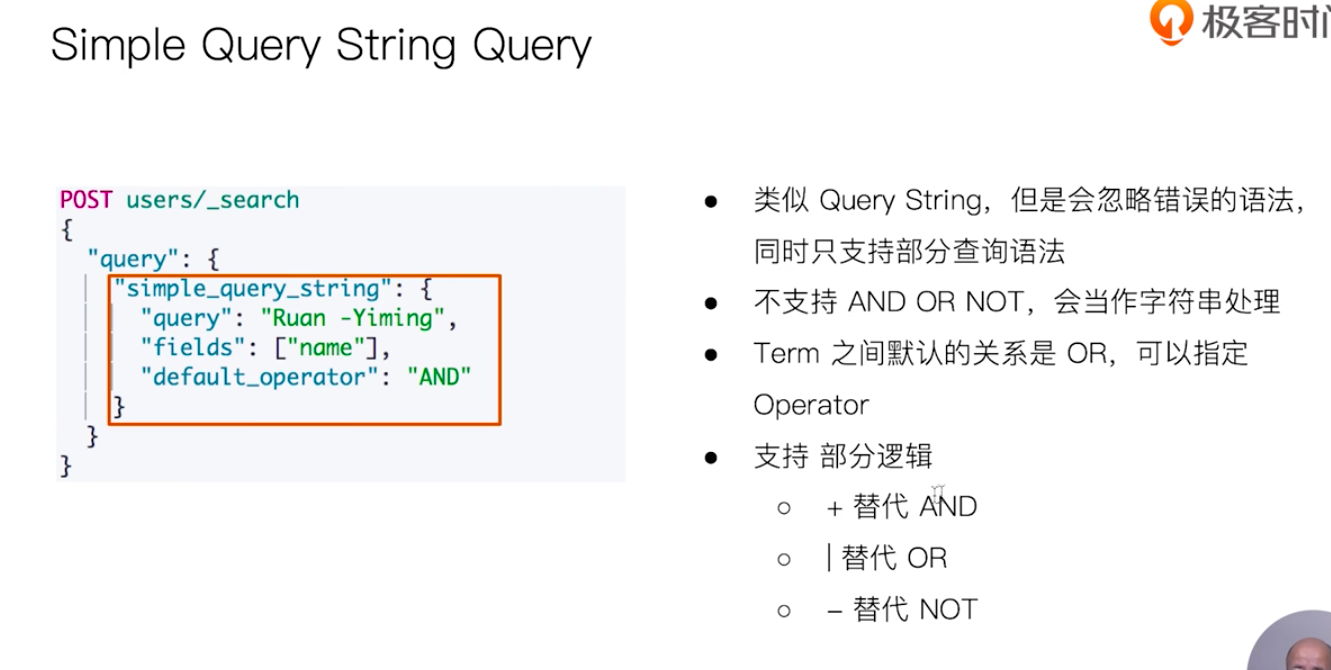 Simple Query String Query
极客时间
POST users/_search
{
"query": {
"simple_query_string": {
"query": "Ruan -Yiming",
"fields": ["name"],
"default_operator": "AND"
}
}
}
● 类似 Query String，但是会忽略错误的语法，
同时只支持部分查询语法
● 不支持 AND OR NOT，会当作字符串处理
● Term 之间默认的关系是 OR，可以指定
Operator
● 支持 部分逻辑
○ + 替代 AND
○ | 替代 OR
○ – 替代 NOT